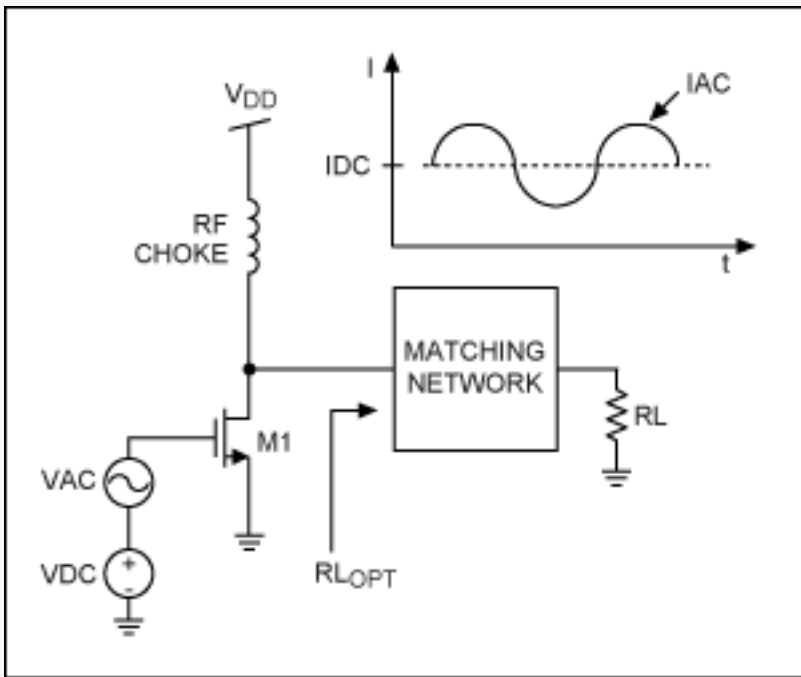 I
IAC
VDD
IDC
RF
CHOKE
t
MATCHING
NETWORK
RL
M1
VAC
+
-
VDC
RLOPT